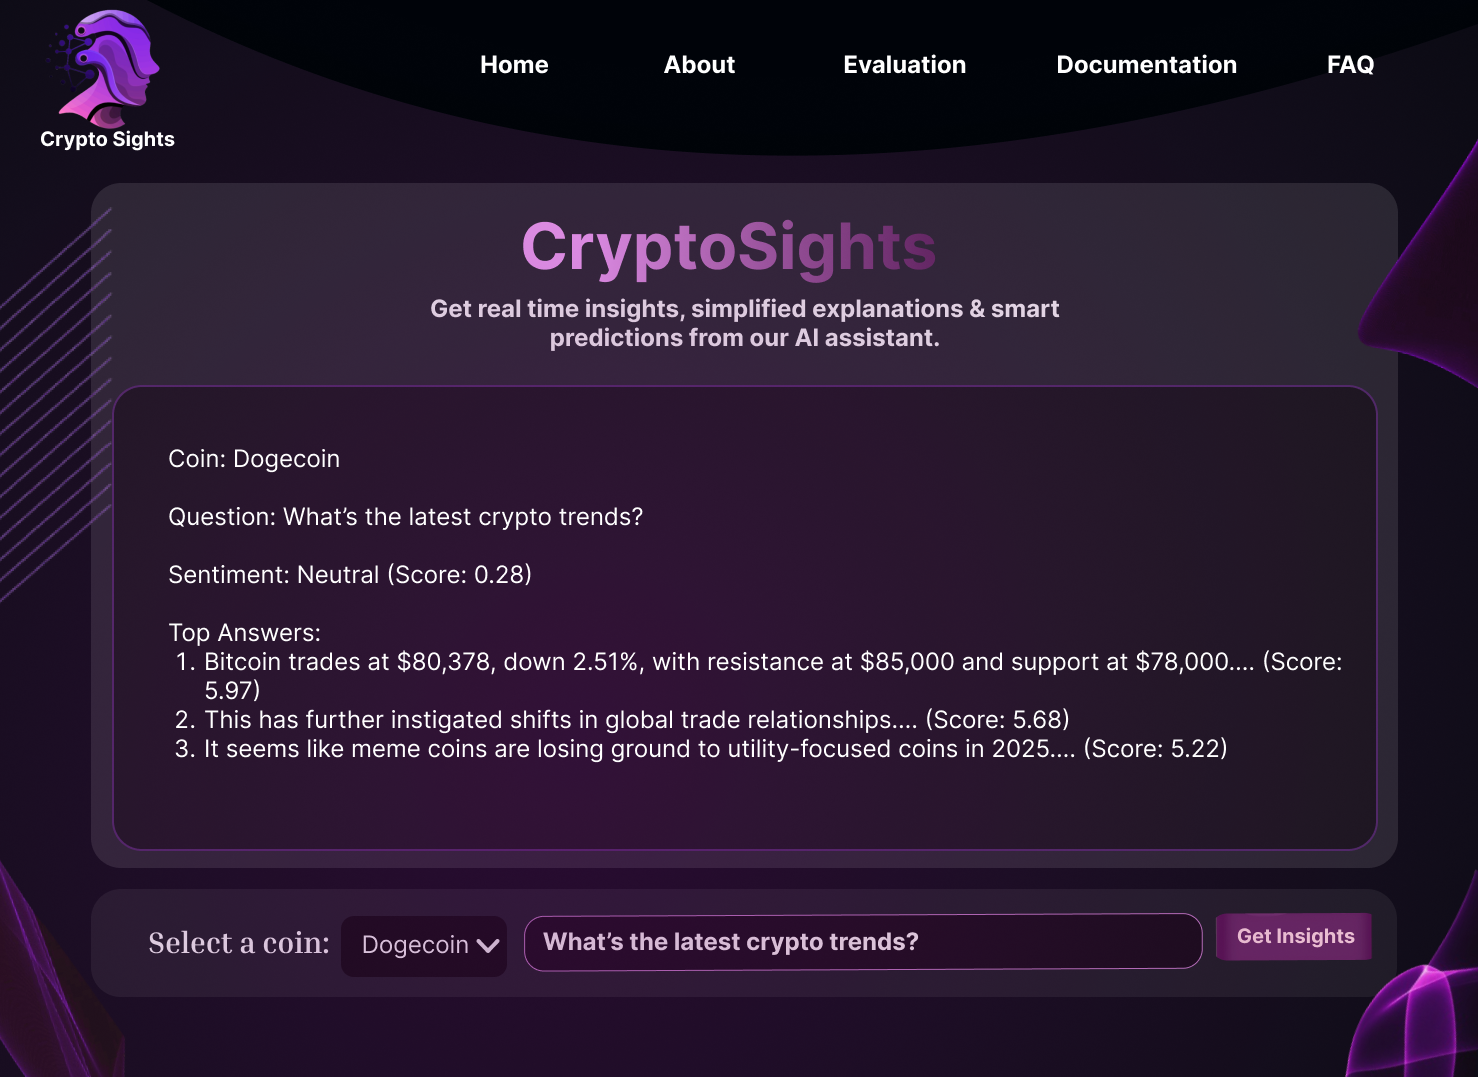 Home
About
Evaluation
Documentation
FAQ
Crypto Sights
CryptoSights
Get real time insights, simplified explanations & smart
predictions from our AI assistant.
Coin: Dogecoin
Question: What’s the latest crypto trends?
Sentiment: Neutral (Score: 0.28)
Top Answers:
1. Bitcoin trades at $80,378, down 2.51%, with resistance at $85,000 and support at $78,000.... (Score:
5.97)
2. This has further instigated shifts in global trade relationships.... (Score: 5.68)
3. It seems like meme coins are losing ground to utility-focused coins in 2025.... (Score: 5.22)
Select a coin:
Dogecoin
What’s the latest crypto trends?
Get Insights